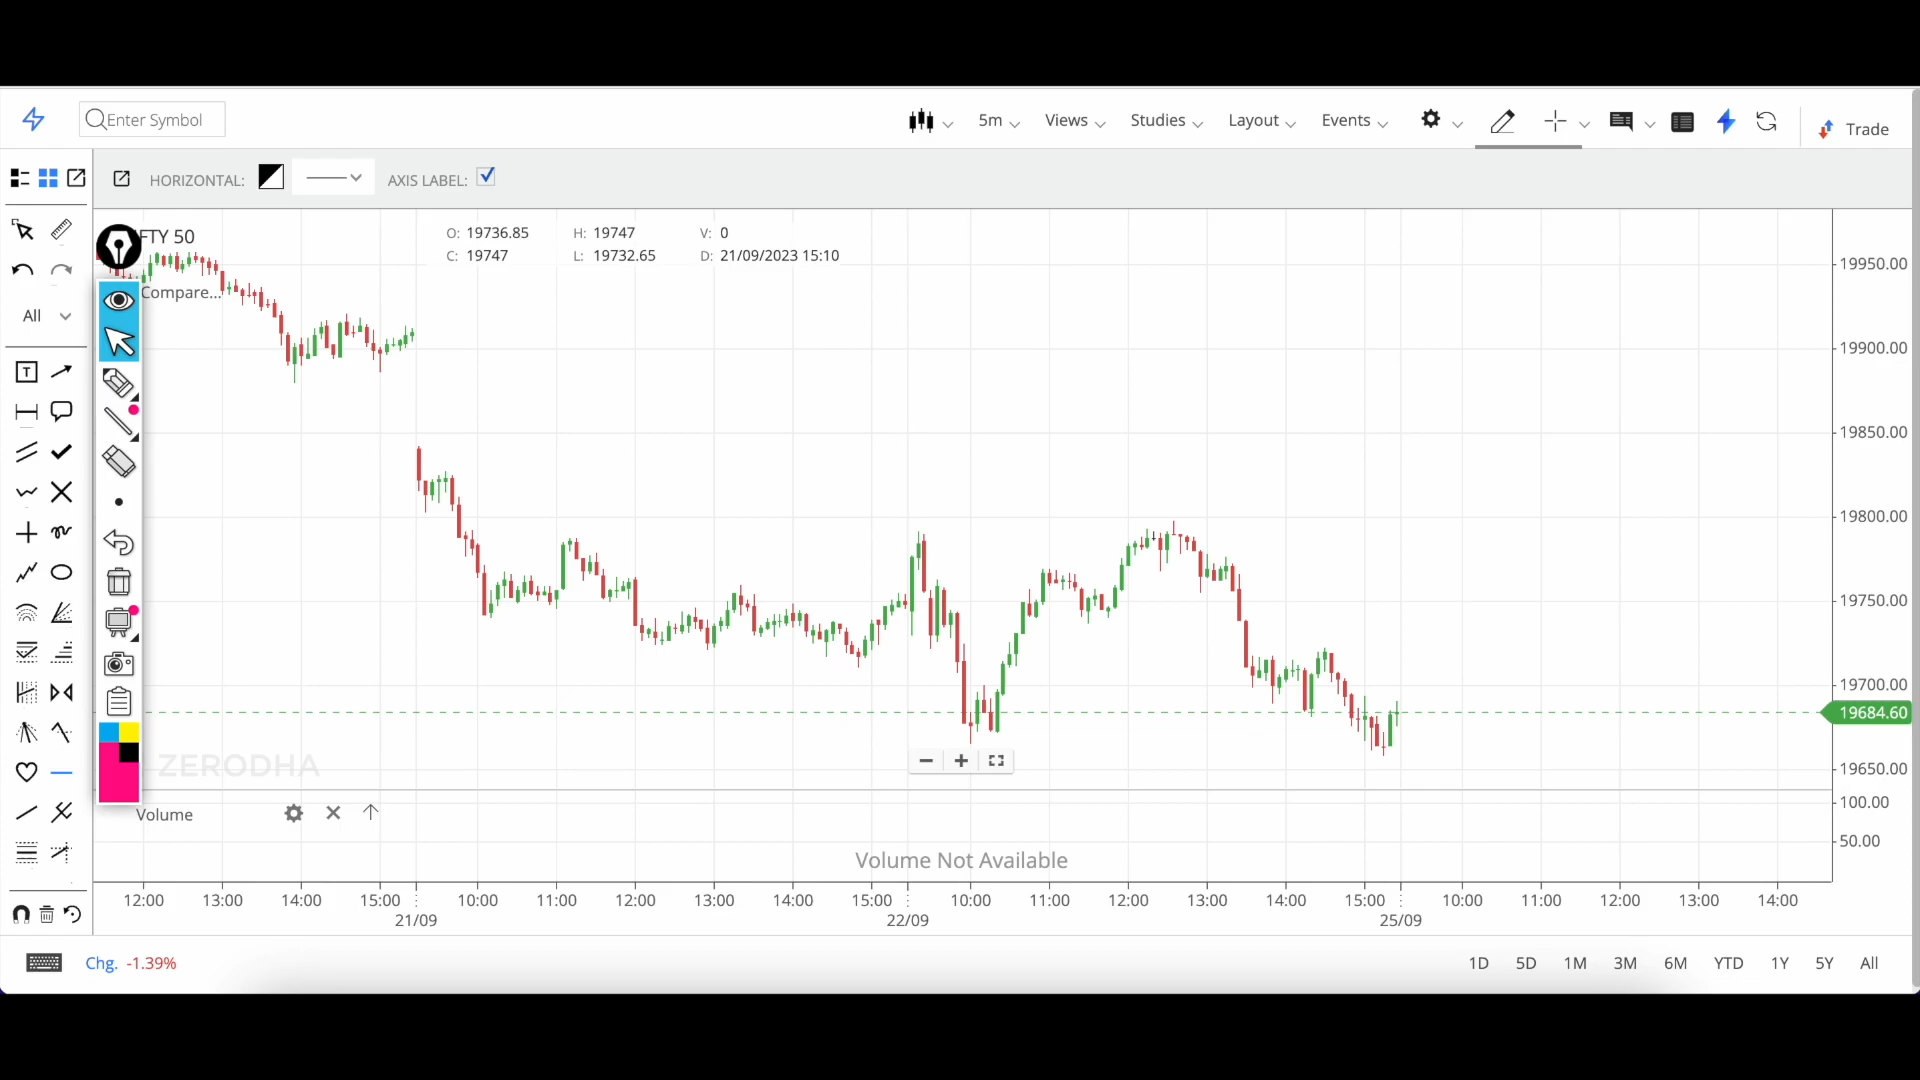 Enter Symbol
5m
Views
Studies
Layout
Events
Trade
HORIZONTAL:
AXIS LABEL:
FTY 50
O: 19736.85 H: 19747 V: 0
C: 19747 L: 19732.65 D: 21/09/2023 15:10
Compare...
All
T
19950.00
19900.00
19850.00
19800.00
19750.00
19700.00
19684.60
19650.00
ZERODHA
Volume
100.00
50.00
Volume Not Available
12:00 13:00 14:00 15:00 10:00 11:00 12:00 13:00 14:00 15:00 10:00 11:00 12:00 13:00 14:00 15:00 10:00 11:00 12:00 13:00 14:00
21/09 22/09 25/09
Chg. -1.39%
1D 5D 1M 3M 6M YTD 1Y 5Y All